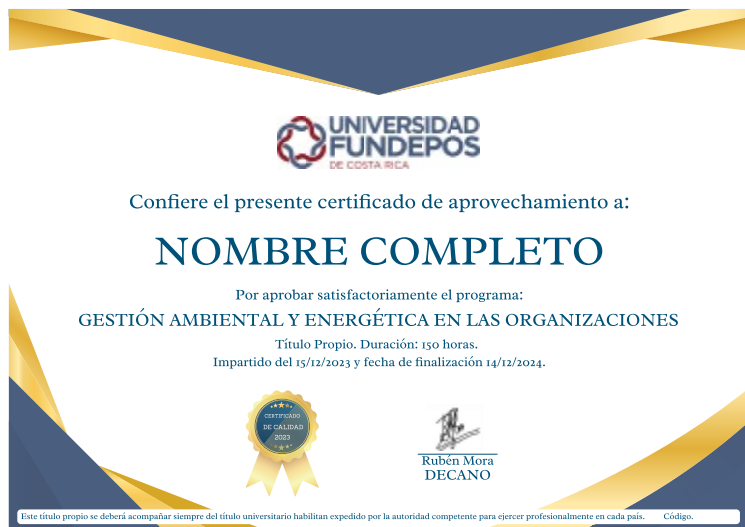 UNIVERSIDAD
FUNDEPOS
DE COSTA RICA
Confiere el presente certificado de aprovechamiento a:
NOMBRE COMPLETO
Por aprobar satisfactoriamente el programa:
GESTIÓN AMBIENTAL Y ENERGÉTICA EN LAS ORGANIZACIONES
Título Propio. Duración: 150 horas.
Impartido del 15/12/2023 y fecha de finalización 14/12/2024.
CERTIFICADO
DE CALIDAD
2023
Rubén Mora
DECANO
Este título propio se deberá acompañar siempre del título universitario habilitan expedido por la autoridad competente para ejercer profesionalmente en cada país. Código.